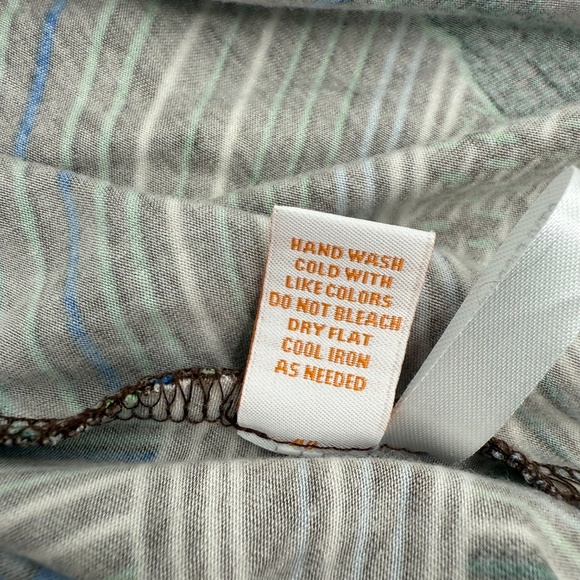 HAND WASH
COLD WITH
LIKE COLORS
DO NOT BLEACH
DRY FLAT
COOL IRON
AS NEEDED